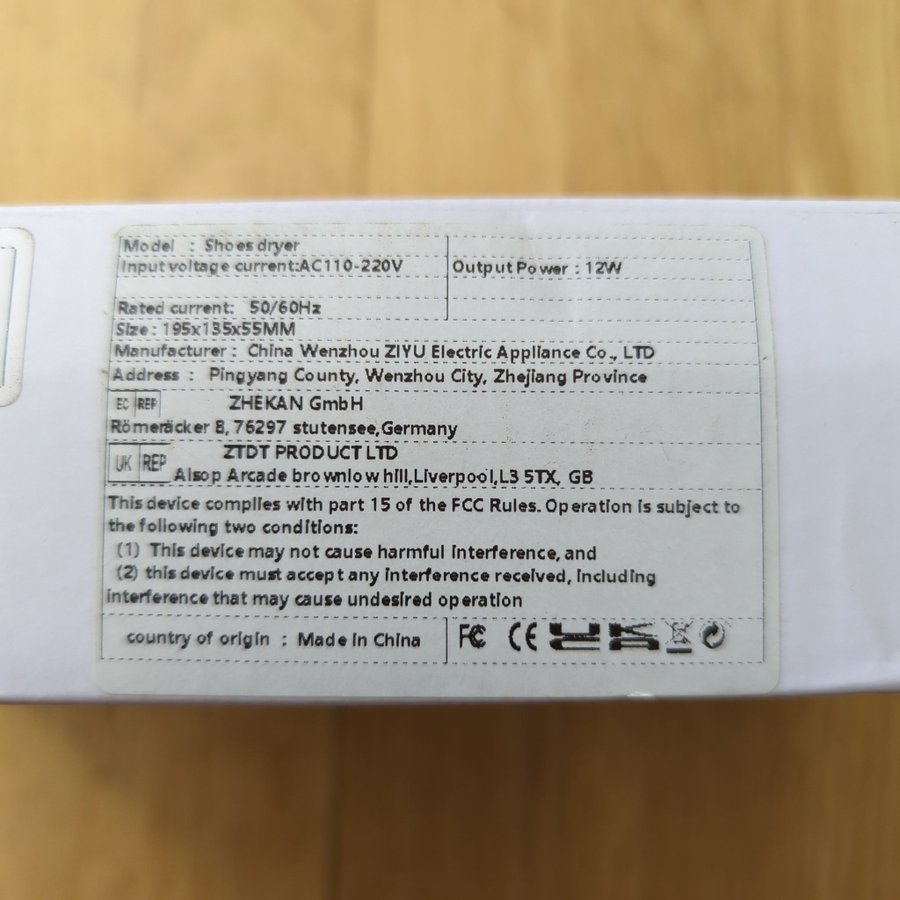 Model : Shoes dryer
Input voltage current:AC110-220V
Output Power : 12W
Rated current: 50/60Hz
Size : 195x135x55MM
Manufacturer : China Wenzhou ZIYU Electric Appliance Co., LTD
Address : Pingyang County, Wenzhou City, Zhejiang Province
EC REP
ZHEKAN GmbH
Römeräcker 8, 76297 stutensee,Germany
UK REP
ZTDT PRODUCT LTD
Alsop Arcade brownlow hill,Liverpool,L3 5TX, GB
This device complies with part 15 of the FCC Rules. Operation is subject to
the following two conditions:
(1) This device may not cause harmful interference, and
(2) this device must accept any interference received, including
interference that may cause undesired operation
country of origin : Made in China
FC CE UK